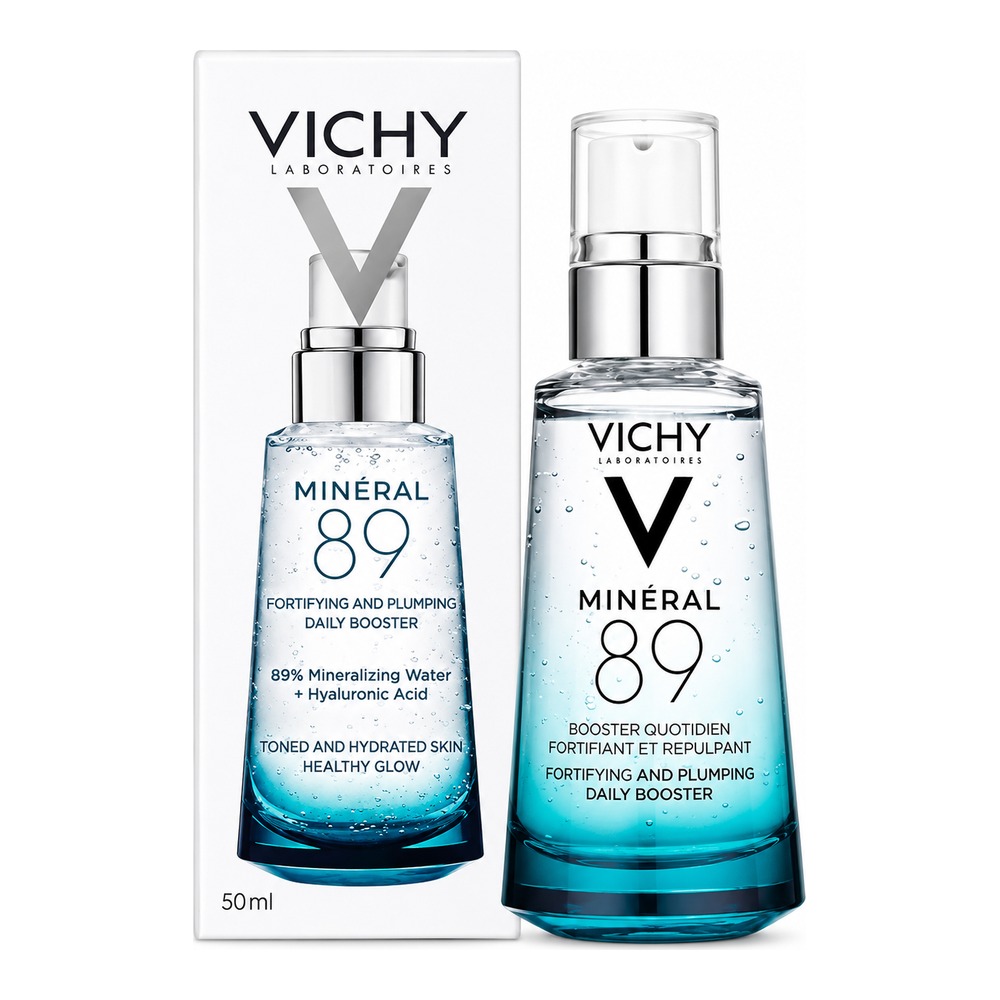 VICHY
LABORATOIRES
V
MINÉRAL
89
FORTIFYING AND PLUMPING
DAILY BOOSTER
89% Mineralizing Water
+ Hyaluronic Acid
TONED AND HYDRATED SKIN
HEALTHY GLOW
50ml
VICHY
LABORATOIRES
V
MINÉRAL
89
BOOSTER QUOTIDIEN
FORTIFIANT ET REPULPANT
FORTIFYING AND PLUMPING
DAILY BOOSTER